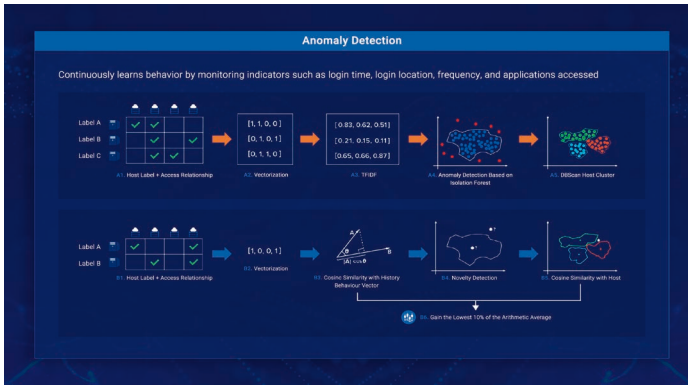 Anomaly Detection
Continuously learns behavior by monitoring indicators such as login time, login location, frequency, and applications accessed
Label A
Label B
Label C
[1, 1, 0, 0]
[0, 1, 0, 1]
[0, 1, 1, 0]
[0.83, 0.62, 0.51]
[0.21, 0.15, 0.11]
[0.65, 0.66, 0.87]
A1. Host Label + Access Relationship
A2. Vectorization
A3. TFIDF
A4. Anomaly Detection Based on
Isolation Forest
A5. DBScan Host Cluster
Label A
Label B
[1, 0, 0, 1]
A
θ
B
|A| cos θ
B1. Host Label + Access Relationship
B2. Vectorization
B3. Cosine Similarity with History
Behaviour Vector
B4. Novelty Detection
B5. Cosine Similarity with Host
B6. Gain the Lowest 10% of the Arithmetic Average